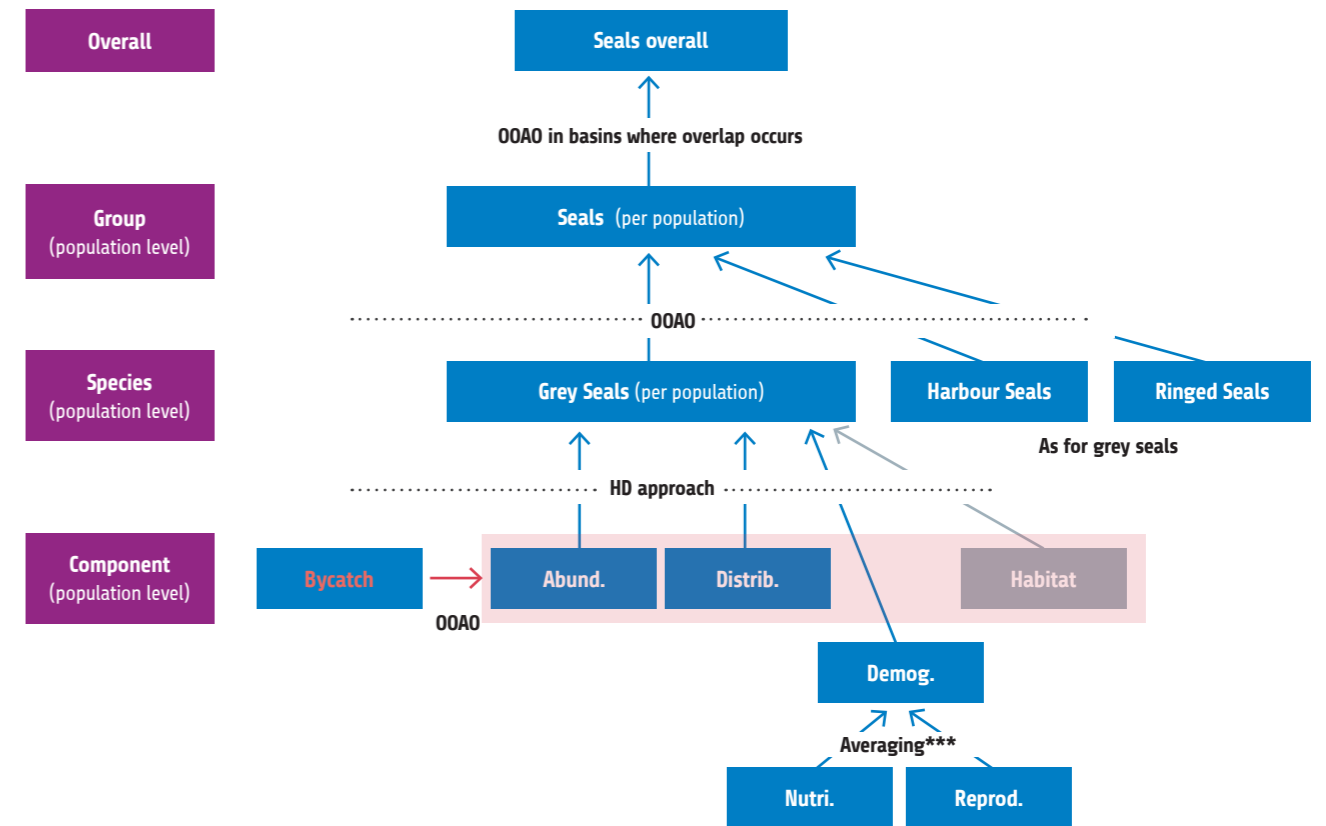 Overall
Seals overall
OOAO in basins where overlap occurs
Group
(population level)
Seals (per population)
OOAO
Species
(population level)
Grey Seals (per population)
Harbour Seals
Ringed Seals
As for grey seals
HD approach
Component
(population level)
Bycatch
OOAO
Abund.
Distrib.
Habitat
Demog.
Averaging***
Nutri.
Reprod.